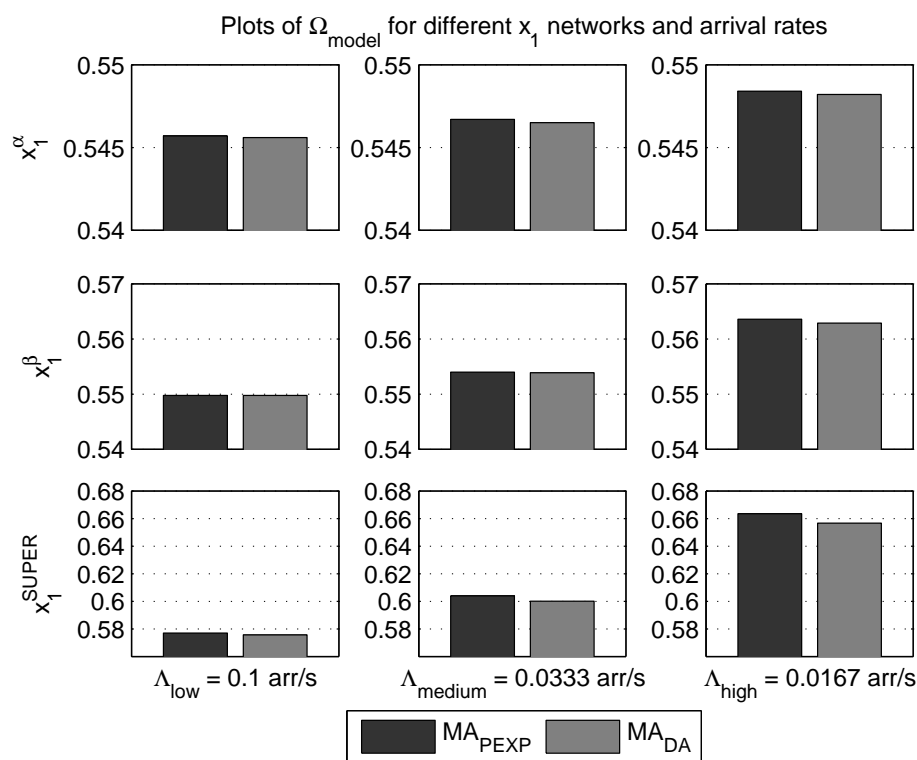 Plots of Ω_model for different x_1 networks and arrival rates
x_1^α
0.55 0.55 0.55
0.545 0.545 0.545
0.54 0.54 0.54
x_1^β
0.57 0.57 0.57
0.56 0.56 0.56
0.55 0.55 0.55
0.54 0.54 0.54
x_1^SUPER
0.68 0.68 0.68
0.66 0.66 0.66
0.64 0.64 0.64
0.62 0.62 0.62
0.6 0.6 0.6
0.58 0.58 0.58
Λ_low = 0.1 arr/s Λ_medium = 0.0333 arr/s Λ_high = 0.0167 arr/s
MA_PEXP MA_DA